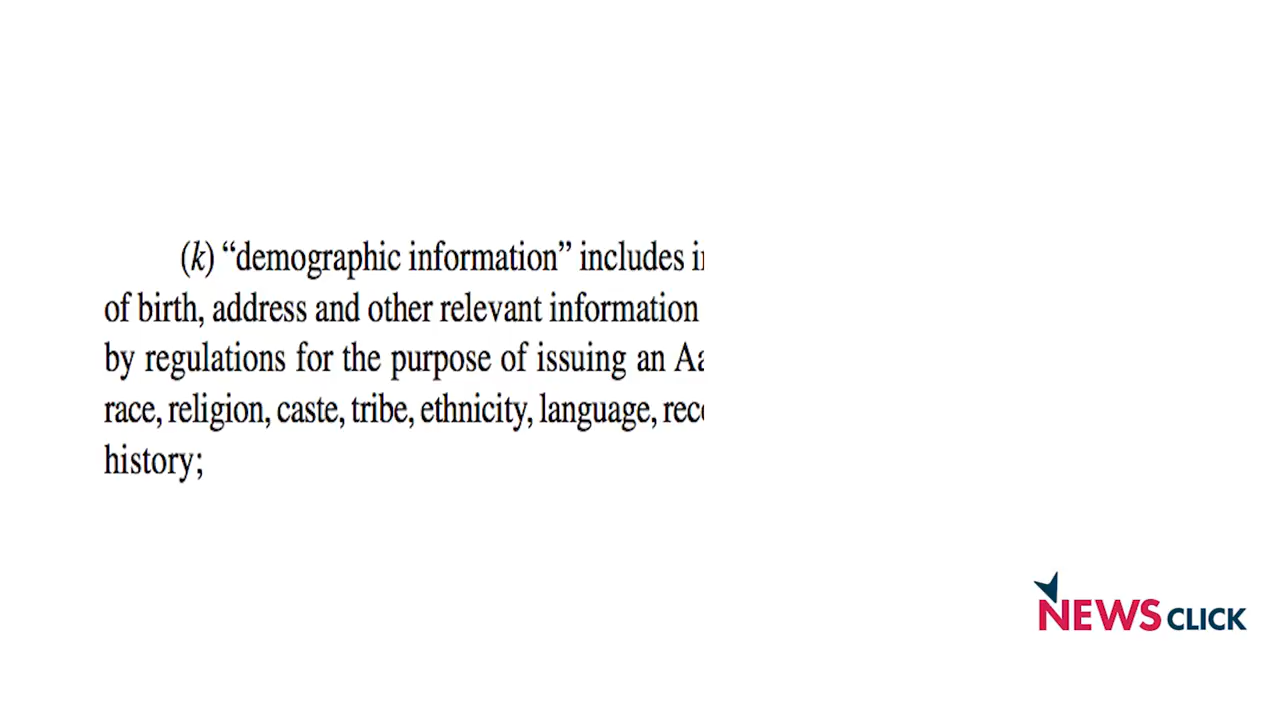 (k) “demographic information” includes
of birth, address and other relevant information
by regulations for the purpose of issuing an
race, religion, caste, tribe, ethnicity, language,
history;
NEWS CLICK